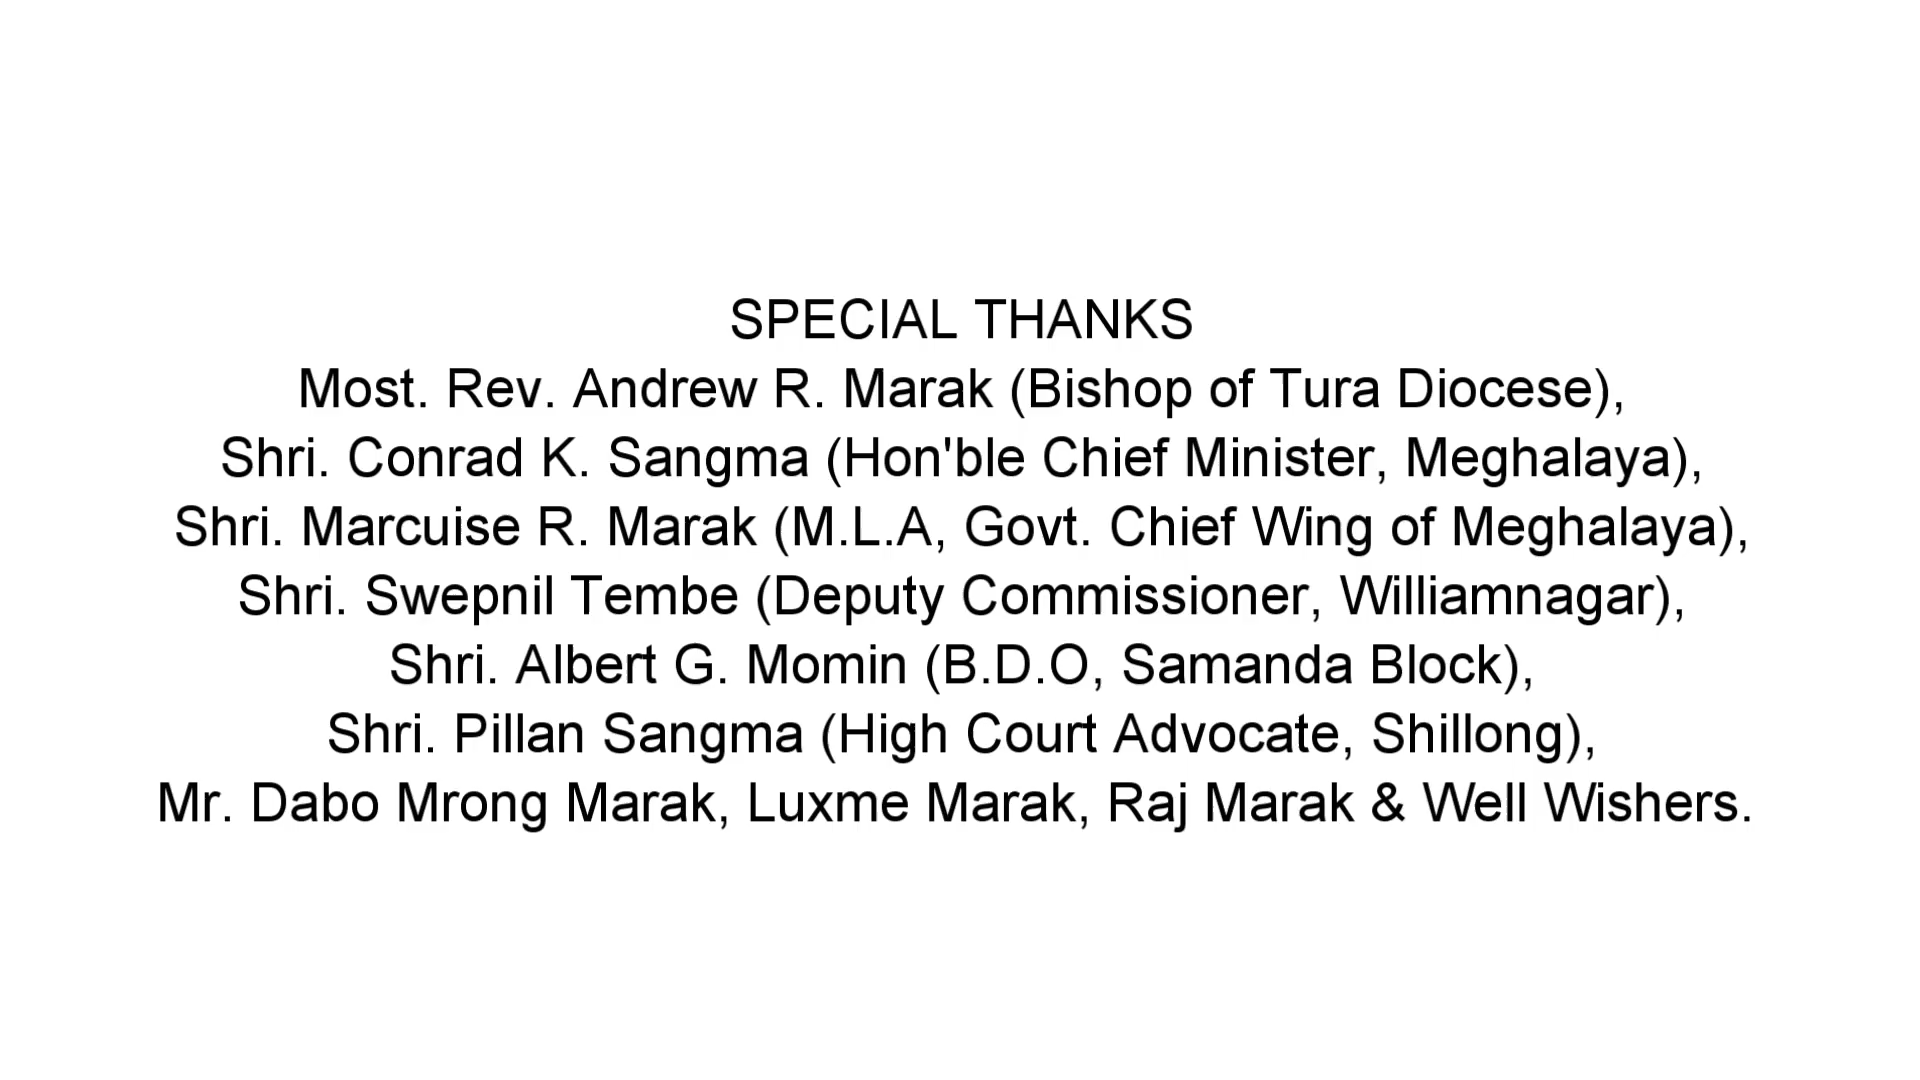 SPECIAL THANKS
Most. Rev. Andrew R. Marak (Bishop of Tura Diocese),
Shri. Conrad K. Sangma (Hon'ble Chief Minister, Meghalaya),
Shri. Marcuise R. Marak (M.L.A, Govt. Chief Wing of Meghalaya),
Shri. Swepnil Tembe (Deputy Commissioner, Williamnagar),
Shri. Albert G. Momin (B.D.O, Samanda Block),
Shri. Pillan Sangma (High Court Advocate, Shillong),
Mr. Dabo Mrong Marak, Luxme Marak, Raj Marak & Well Wishers.